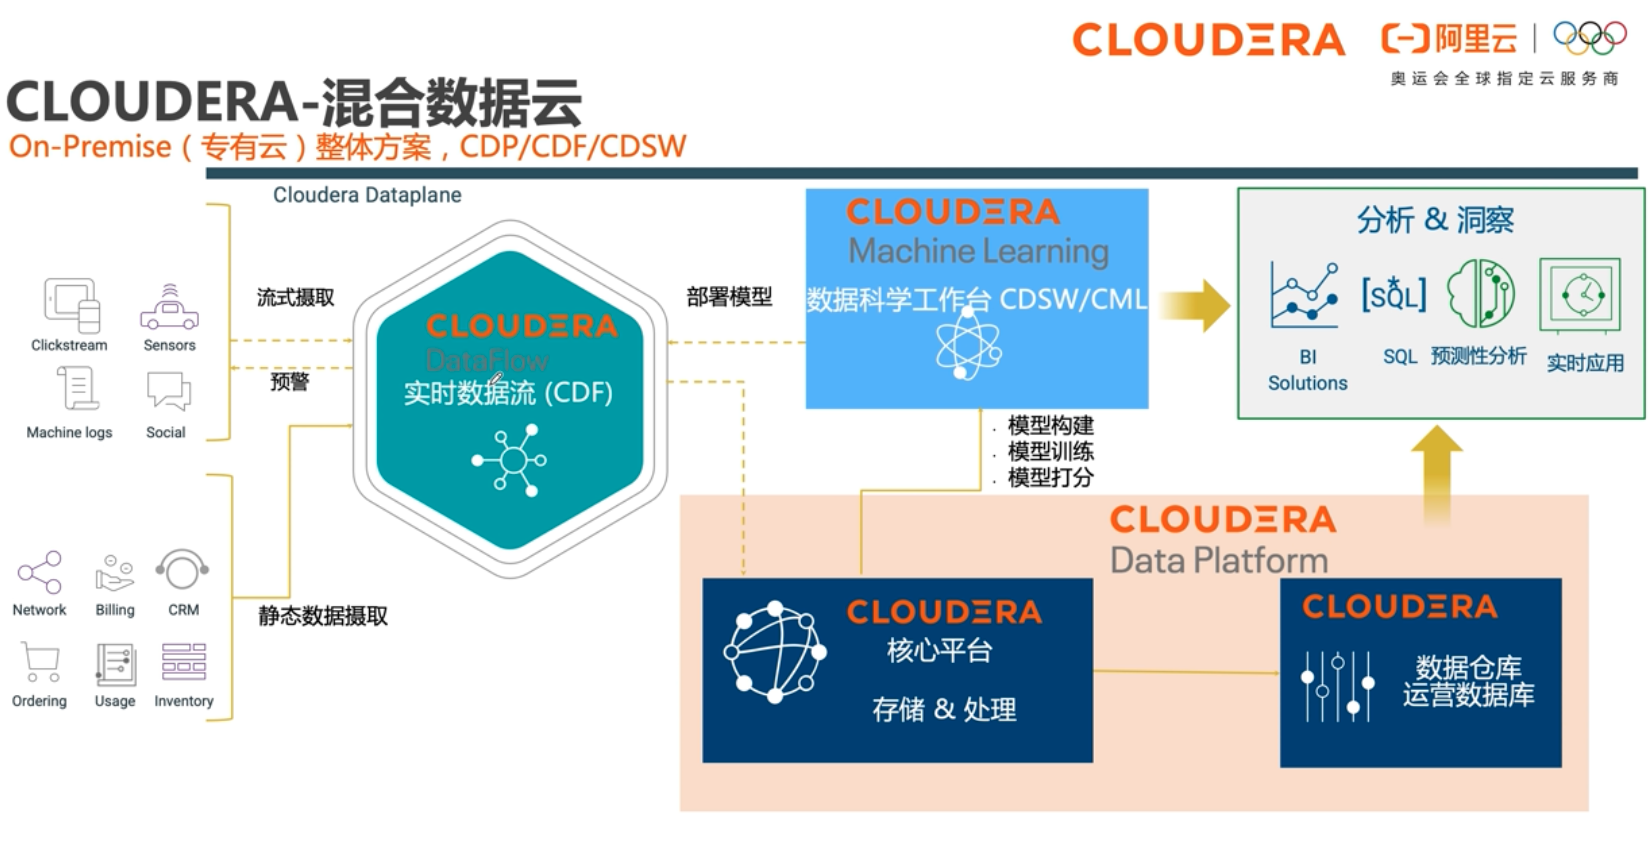 CLOUDERA
阿里云
奥运会全球指定云服务商
CLOUDERA-混合数据云
On-Premise（专有云）整体方案，CDP/CDF/CDSW
Cloudera Dataplane
Clickstream
Sensors
Machine logs
Social
流式摄取
预警
Network
Billing
CRM
Ordering
Usage
Inventory
静态数据摄取
CLOUDERA
DataFlow
实时数据流 (CDF)
部署模型
CLOUDERA
Machine Learning
数据科学工作台 CDSW/CML
. 模型构建
. 模型训练
. 模型打分
分析 & 洞察
[SQL]
BI
Solutions
SQL
预测性分析
实时应用
CLOUDERA
Data Platform
CLOUDERA
核心平台
存储 & 处理
CLOUDERA
数据仓库
运营数据库